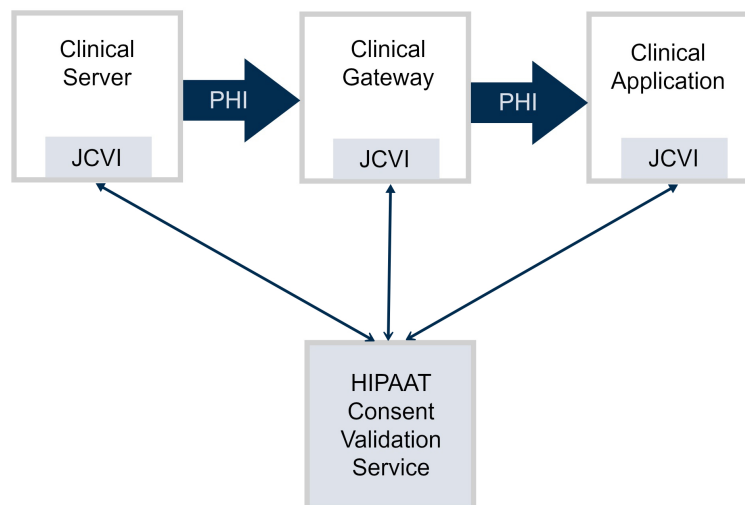 Clinical
Server
PHI
Clinical
Gateway
PHI
Clinical
Application
JCVI
JCVI
JCVI
HIPAAT
Consent
Validation
Service